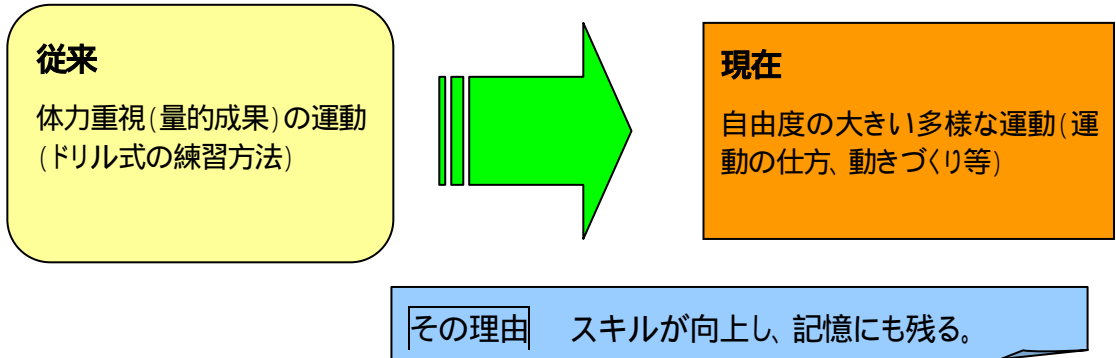 従来
体力重視(量的成果)の運動
(ドリル式の練習方法)
現在
自由度の大きい多様な運動(運
動の仕方、動きづくり等)
その理由　スキルが向上し、記憶にも残る。